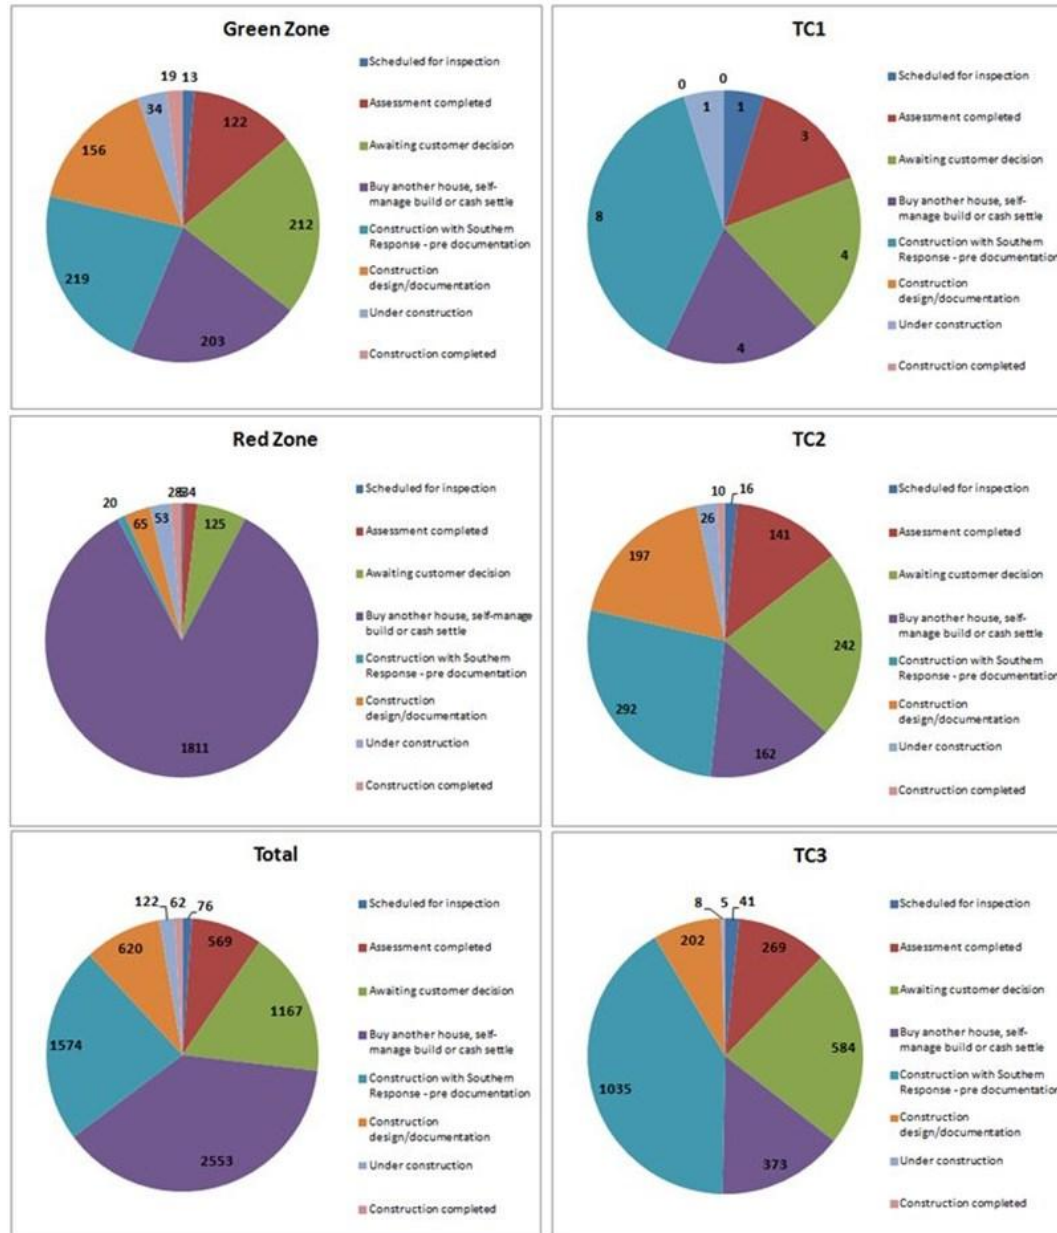 Green Zone
19 13
34
122
156
212
219
203
Scheduled for inspection
Assessment completed
Awaiting customer decision
Buy another house, self-
manage build or cash settle
Construction with Southern
Response - pre documentation
Construction
design/documentation
Under construction
Construction completed
TC1
0
0
1
1
3
8
4
4
Scheduled for inspection
Assessment completed
Awaiting customer decision
Buy another house, self-
manage build or cash settle
Construction with Southern
Response - pre documentation
Construction
design/documentation
Under construction
Construction completed
Red Zone
20
65
53
34
125
1811
Scheduled for inspection
Assessment completed
Awaiting customer decision
Buy another house, self-manage
build or cash settle
Construction with Southern
Response - pre documentation
Construction
design/documentation
Under construction
Construction completed
TC2
10 16
26
141
197
242
292
162
Scheduled for inspection
Assessment completed
Awaiting customer decision
Buy another house, self-
manage build or cash settle
Construction with Southern
Response - pre documentation
Construction
design/documentation
Under construction
Construction completed
Total
122 62 76
620
569
1167
1574
2553
Scheduled for inspection
Assessment completed
Awaiting customer decision
Buy another house, self-
manage build or cash settle
Construction with Southern
Response - pre documentation
Construction
design/documentation
Under construction
Construction completed
TC3
8 5 41
202
269
584
1035
373
Scheduled for inspection
Assessment completed
Awaiting customer decision
Buy another house, self-
manage build or cash settle
Construction with Southern
Response - pre documentation
Construction
design/documentation
Under construction
Construction completed